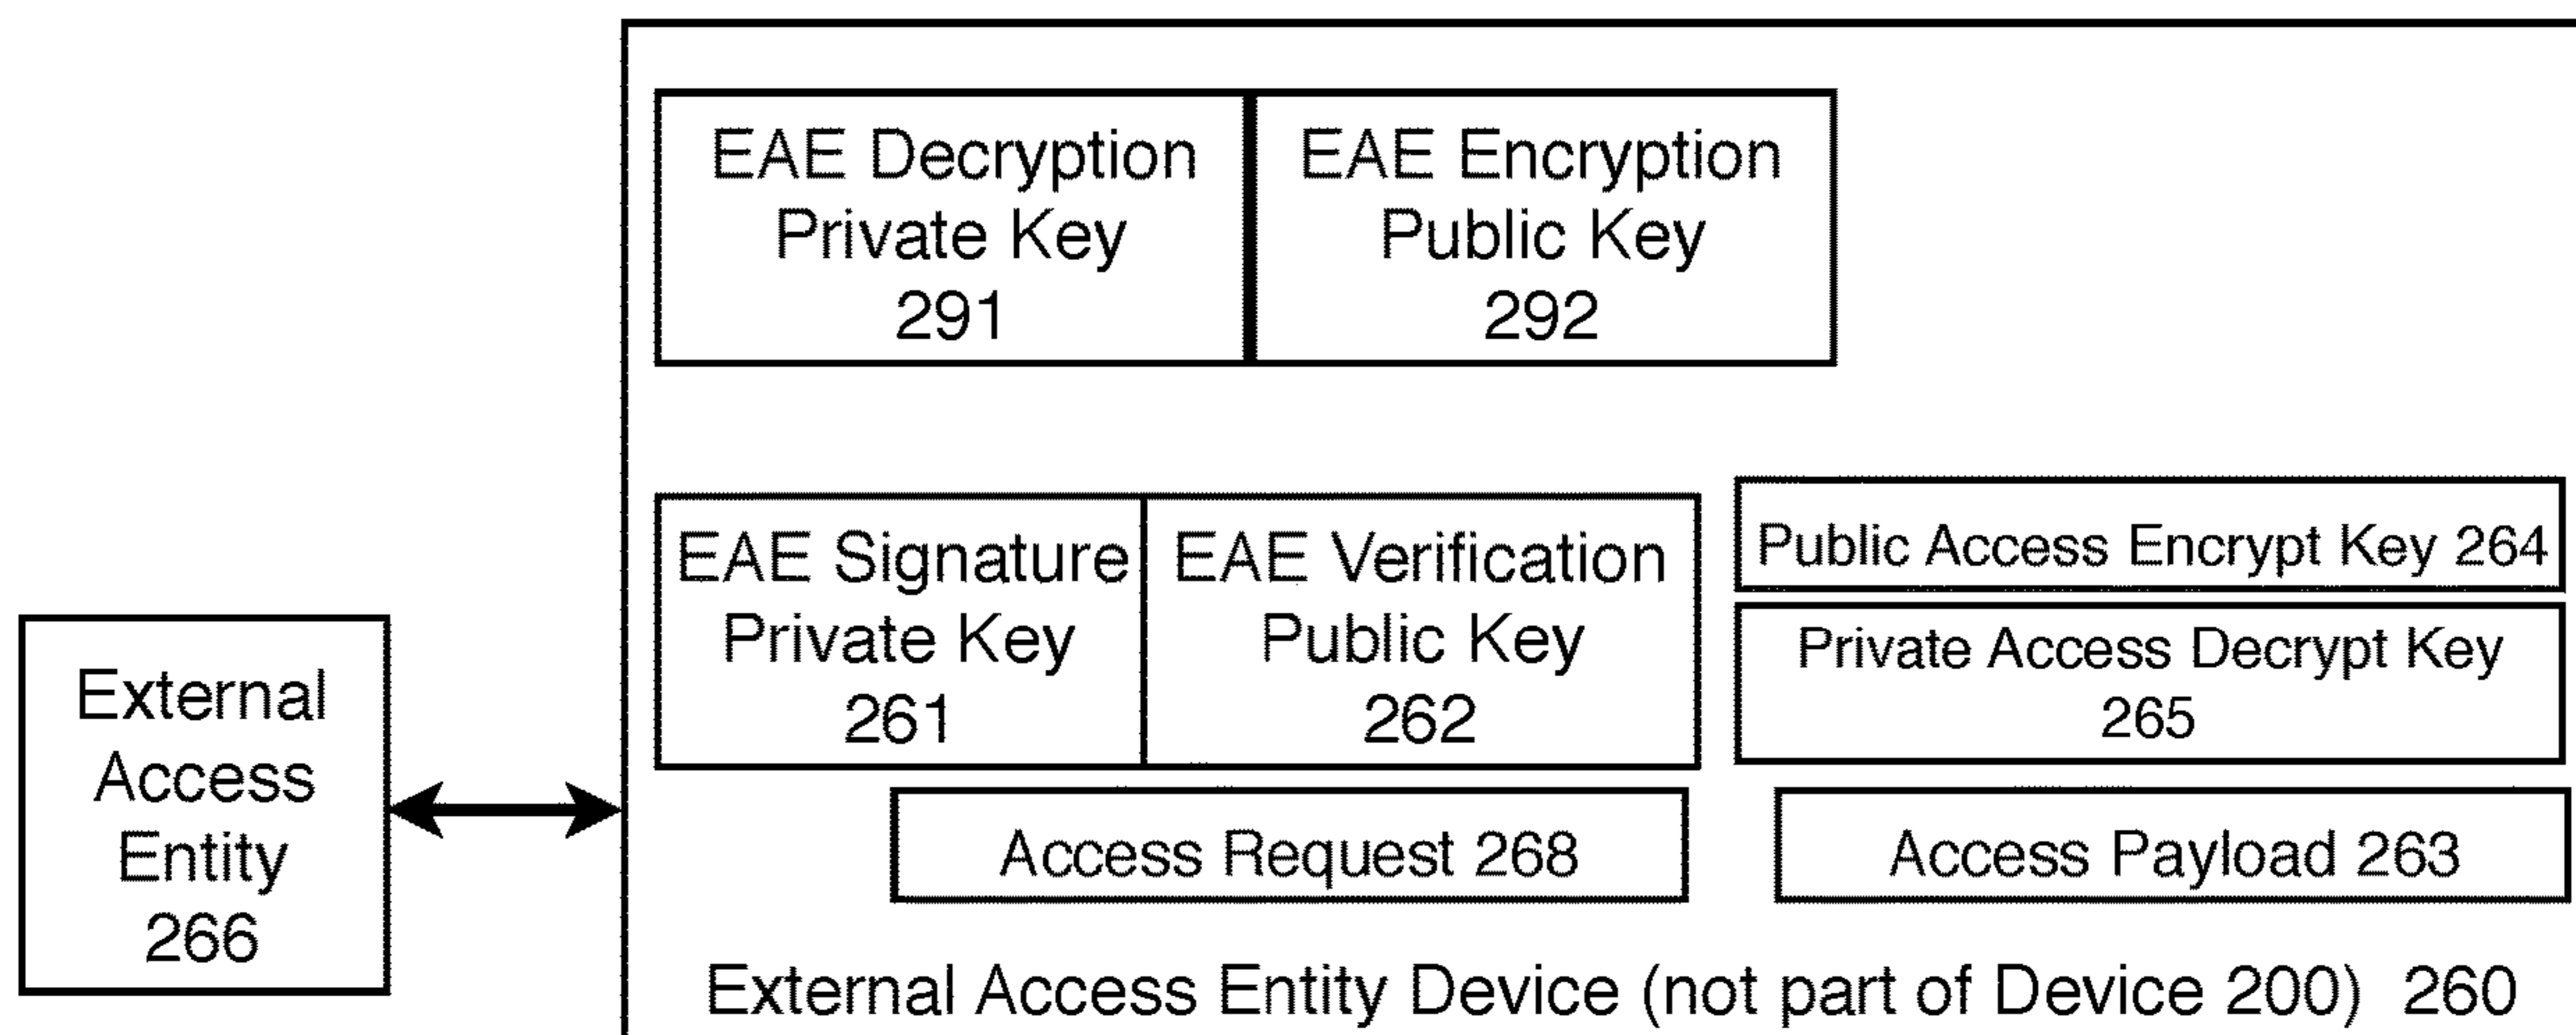 EAE Decryption
Private Key
291
EAE Encryption
Public Key
292
EAE Signature
Private Key
261
EAE Verification
Public Key
262
Public Access Encrypt Key 264
Private Access Decrypt Key
265
External
Access
Entity
266
Access Request 268
Access Payload 263
External Access Entity Device (not part of Device 200) 260